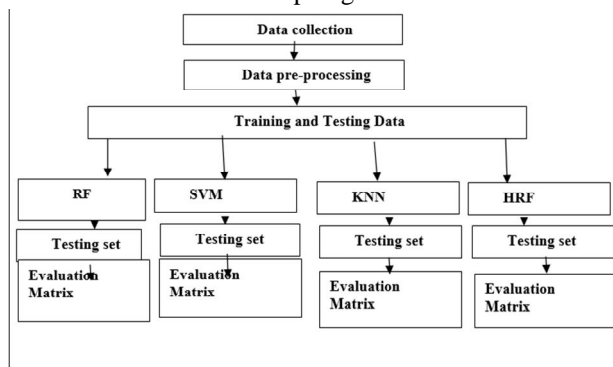 Data collection
Data pre-processing
Training and Testing Data
RF
SVM
KNN
HRF
Testing set
Testing set
Testing set
Testing set
Evaluation
Matrix
Evaluation
Matrix
Evaluation
Matrix
Evaluation
Matrix